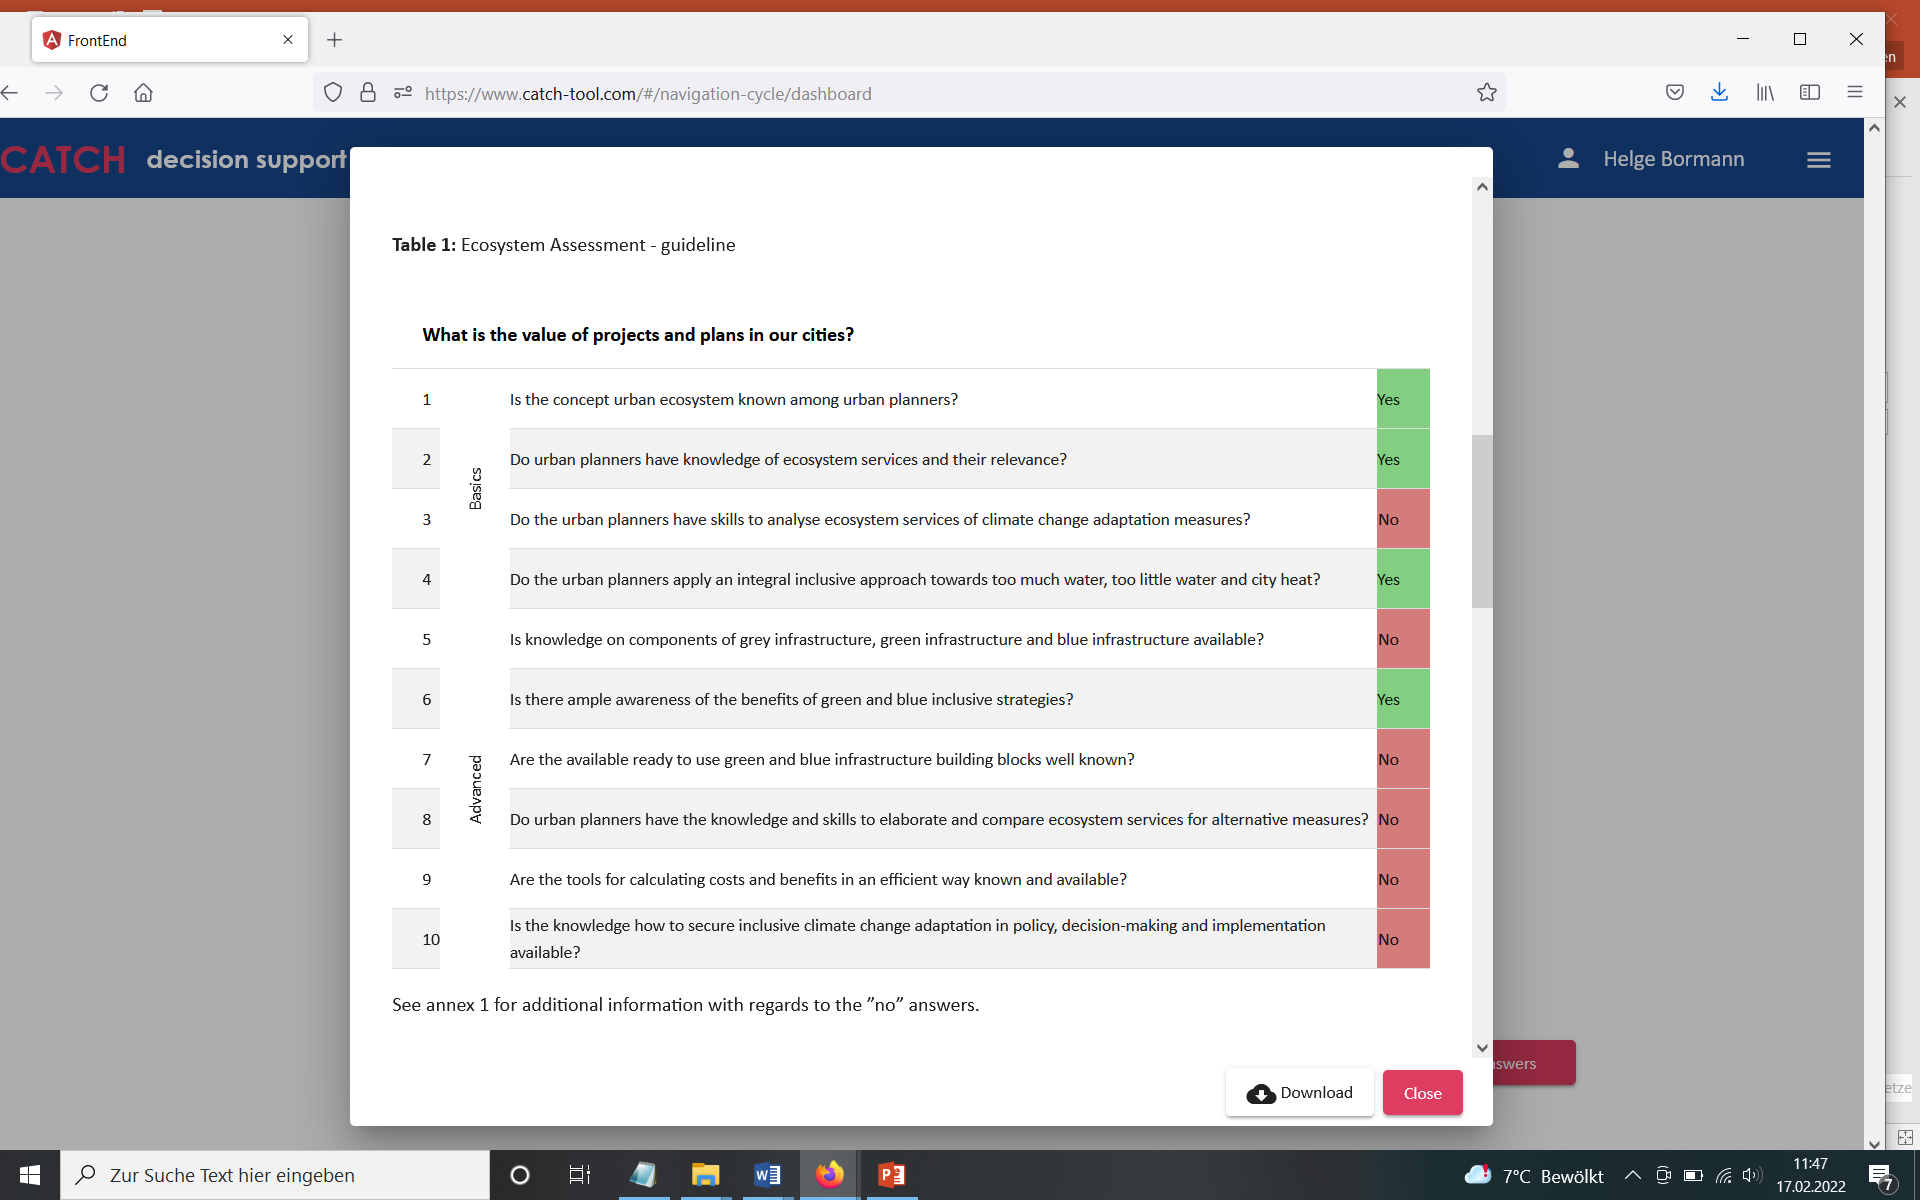 FrontEnd
en
https://www.catch-tool.com/#/navigation-cycle/dashboard
CATCH decision support
Helge Bormann
Table 1: Ecosystem Assessment - guideline
What is the value of projects and plans in our cities?
Basics
1 Is the concept urban ecosystem known among urban planners? Yes
2 Do urban planners have knowledge of ecosystem services and their relevance? Yes
3 Do the urban planners have skills to analyse ecosystem services of climate change adaptation measures? No
4 Do the urban planners apply an integral inclusive approach towards too much water, too little water and city heat? Yes
5 Is knowledge on components of grey infrastructure, green infrastructure and blue infrastructure available? No
Advanced
6 Is there ample awareness of the benefits of green and blue inclusive strategies? Yes
7 Are the available ready to use green and blue infrastructure building blocks well known? No
8 Do urban planners have the knowledge and skills to elaborate and compare ecosystem services for alternative measures? No
9 Are the tools for calculating costs and benefits in an efficient way known and available? No
10 Is the knowledge how to secure inclusive climate change adaptation in policy, decision-making and implementation
available? No
See annex 1 for additional information with regards to the ”no” answers.
swers
etze
Download
Close
Zur Suche Text hier eingeben
7°C Bewölkt
11:47
17.02.2022
7